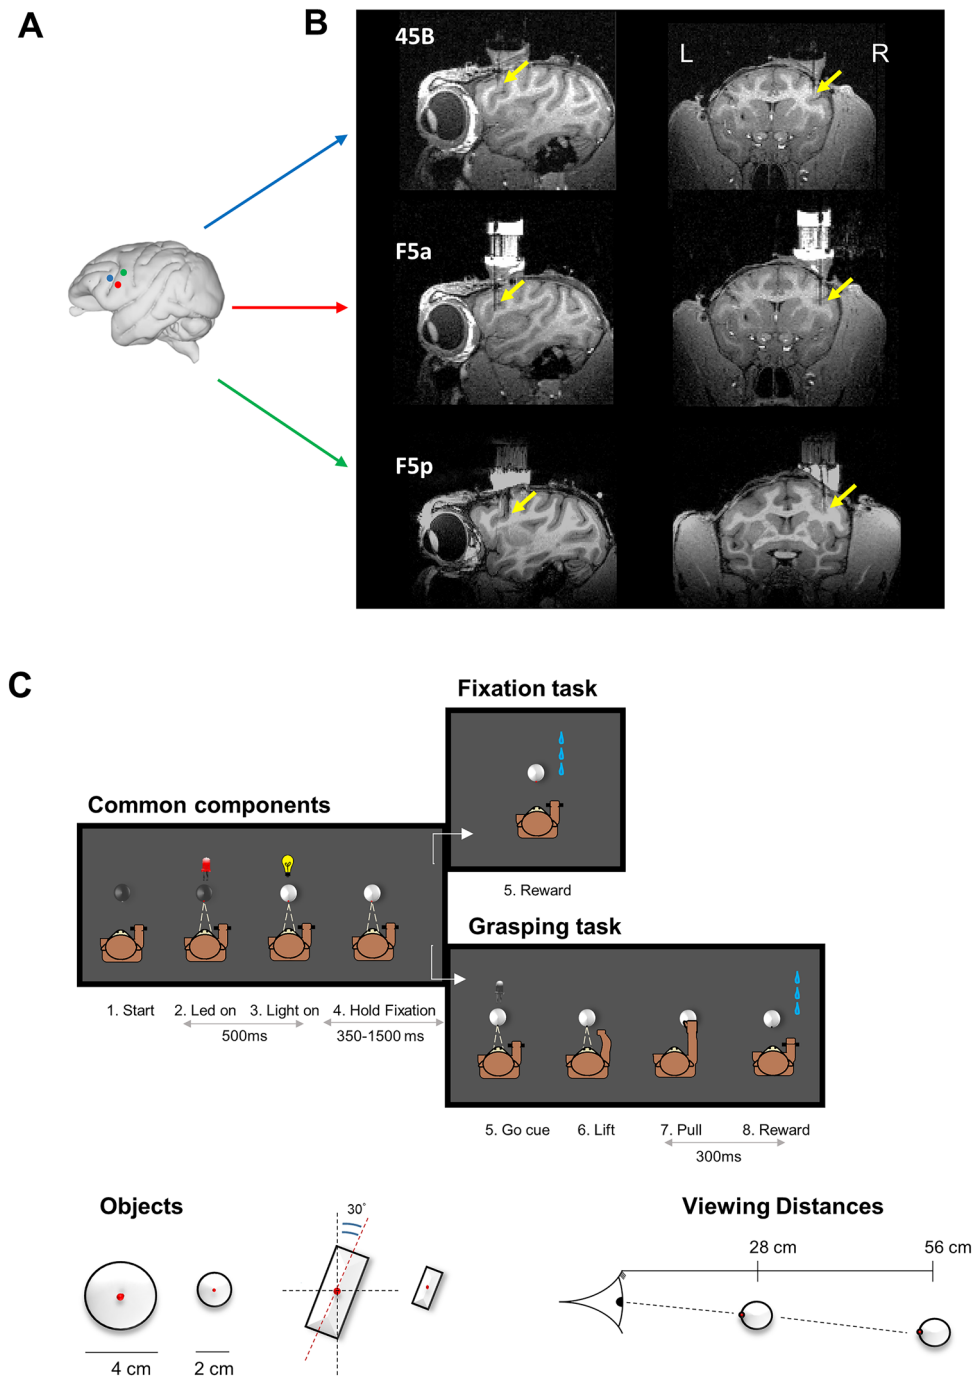 A
B
45B
L
R
F5a
F5p
C
Fixation task
Common components
5. Reward
Grasping task
1. Start
2. Led on
3. Light on
4. Hold Fixation
500ms
350-1500 ms
5. Go cue
6. Lift
7. Pull
8. Reward
300ms
Objects
30°
Viewing Distances
28 cm
56 cm
4 cm
2 cm